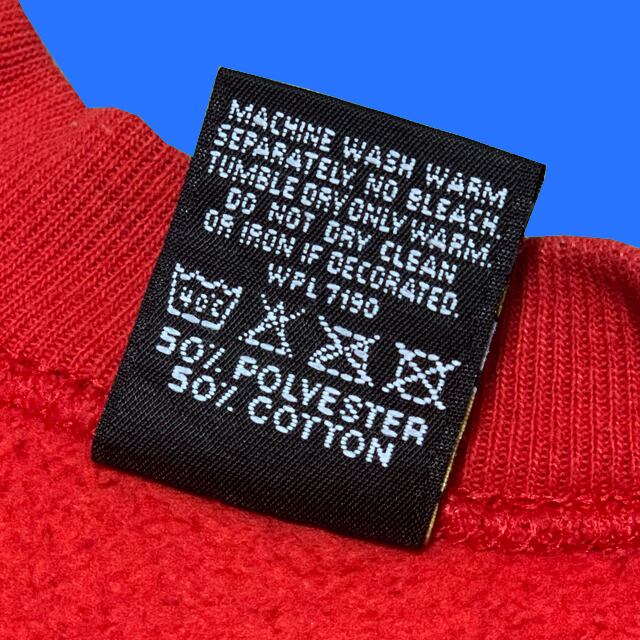 MACHINE WASH WARM
SEPARATELY NO BLEACH
TUMBLE DRY ONLY WARM.
DO NOT DRY CLEAN
OR IRON IF DECORATED.
WPL 7190
40
50% POLYESTER
50% COTTON